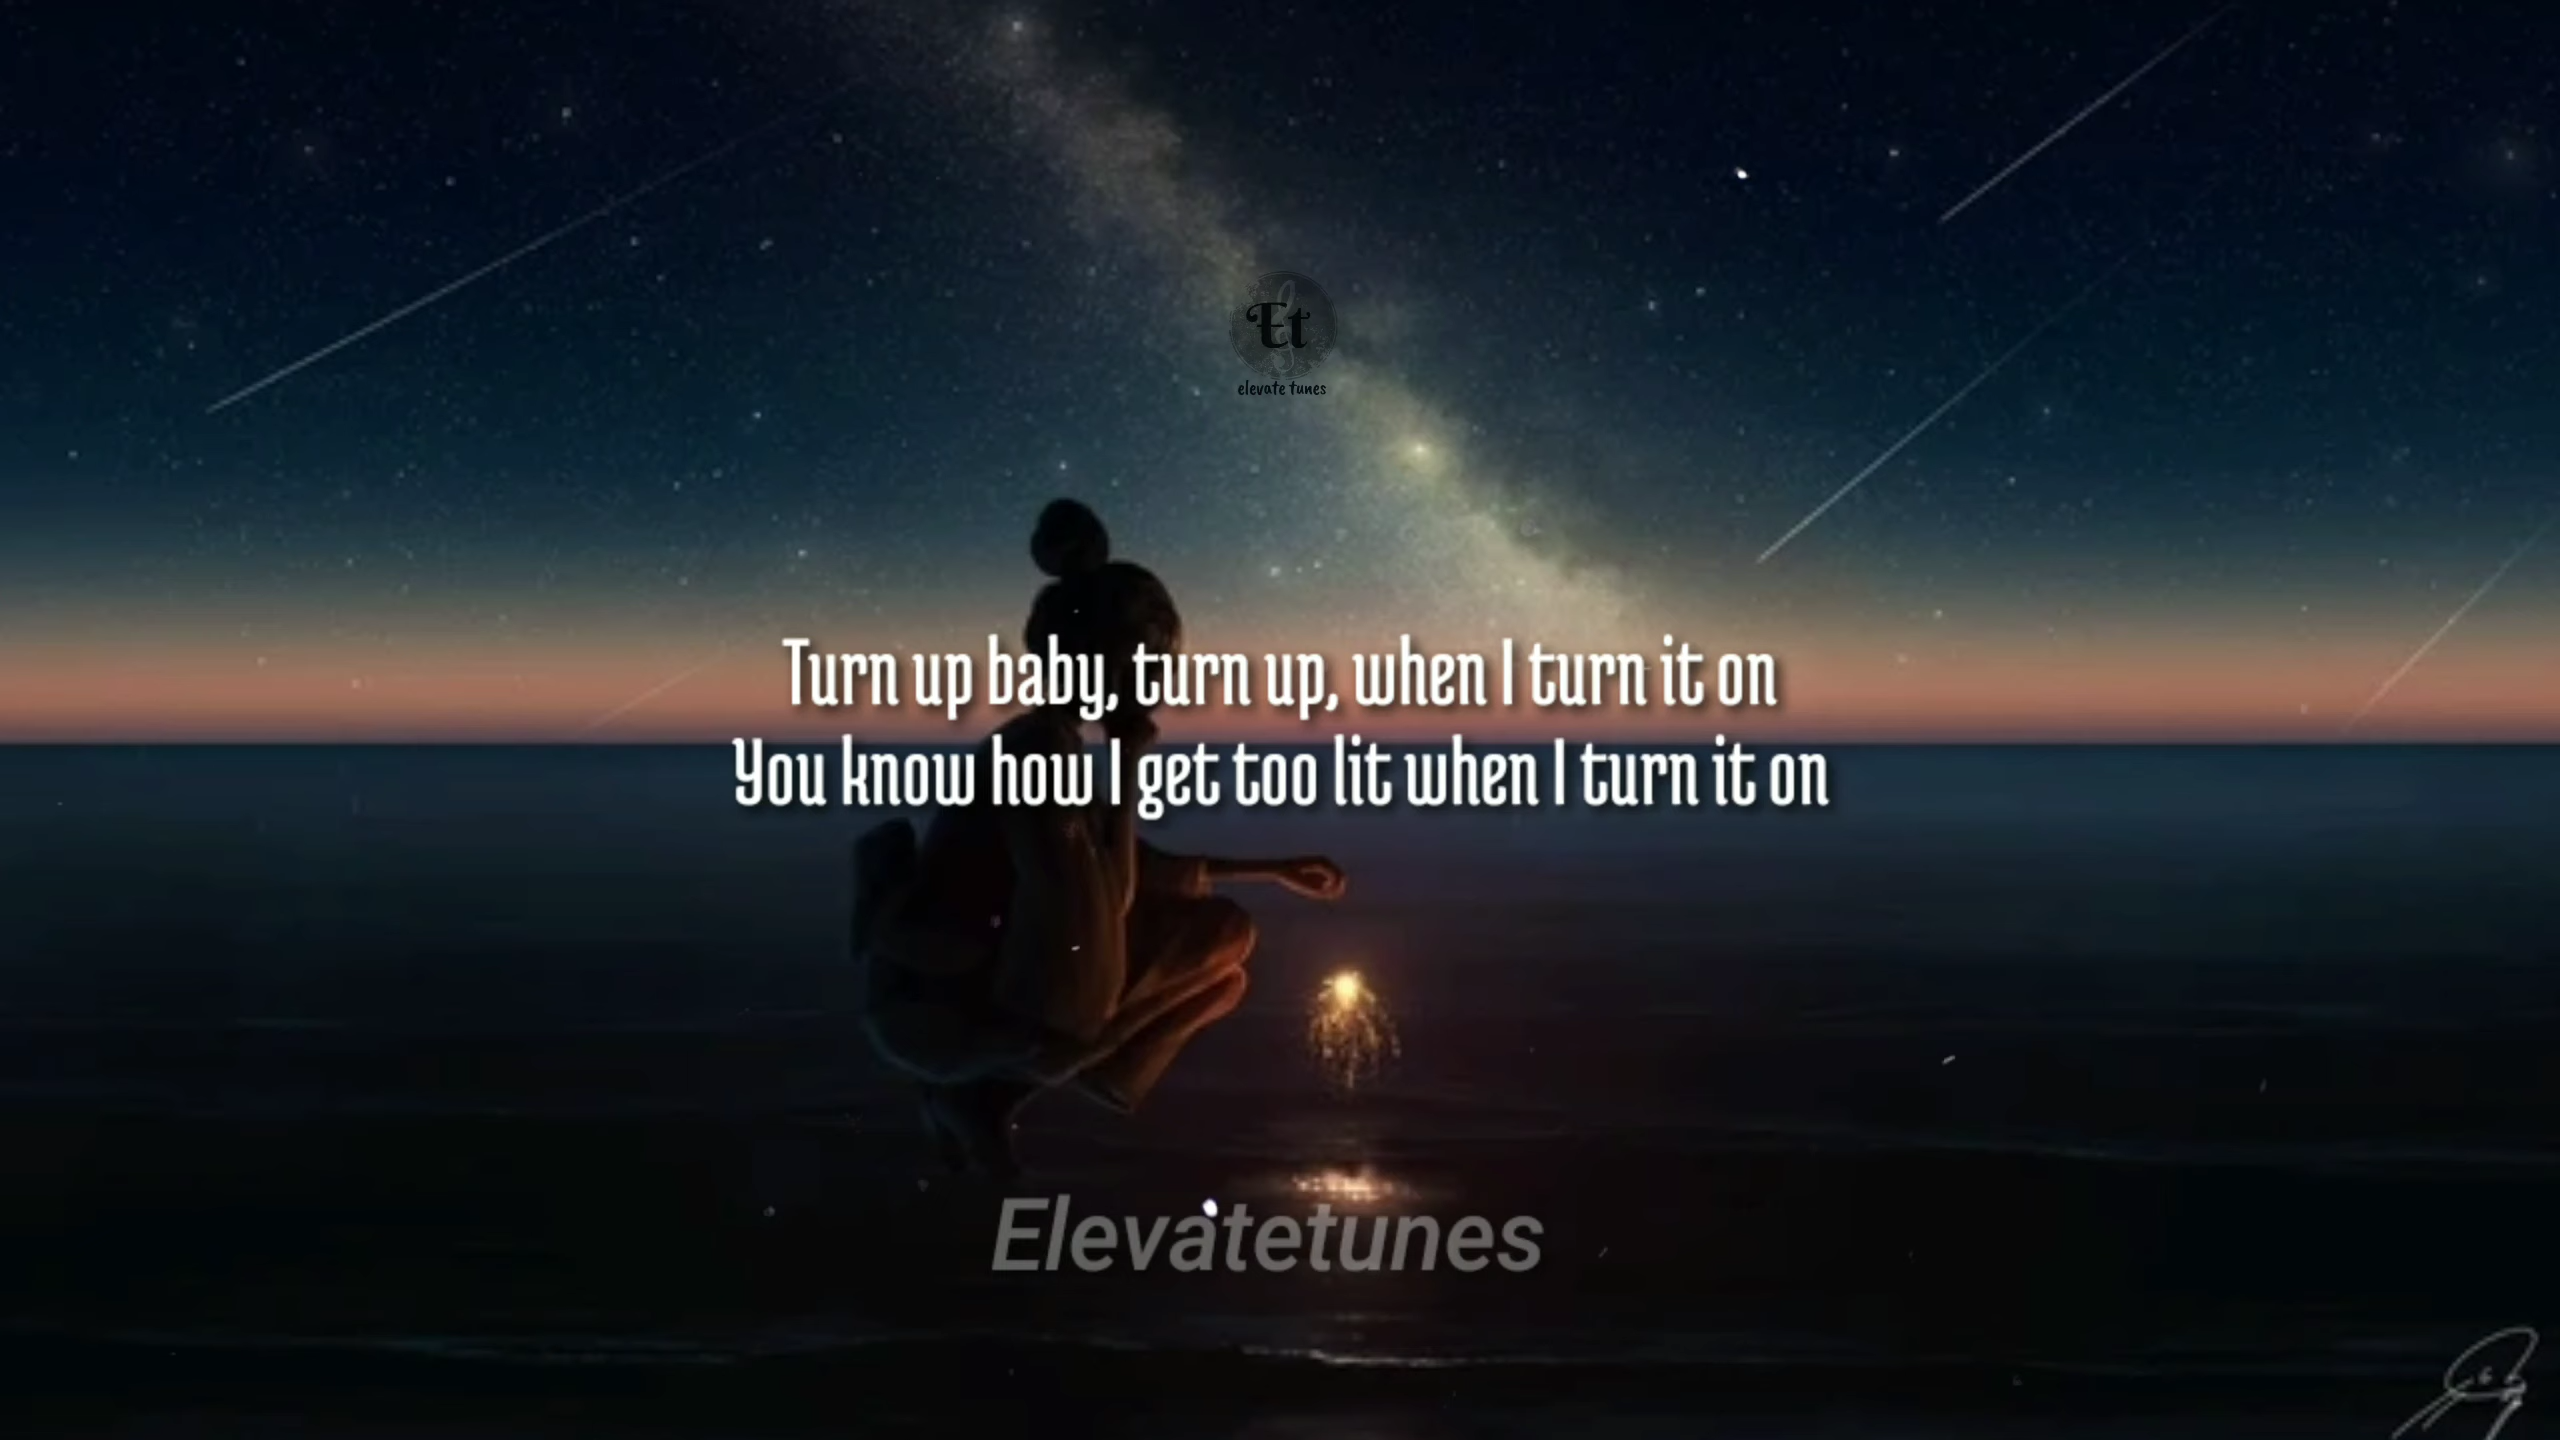 Et
elevate tunes
Turn up baby, turn up, when I turn it on
You know how I get too lit when I turn it on
Elevatetunes